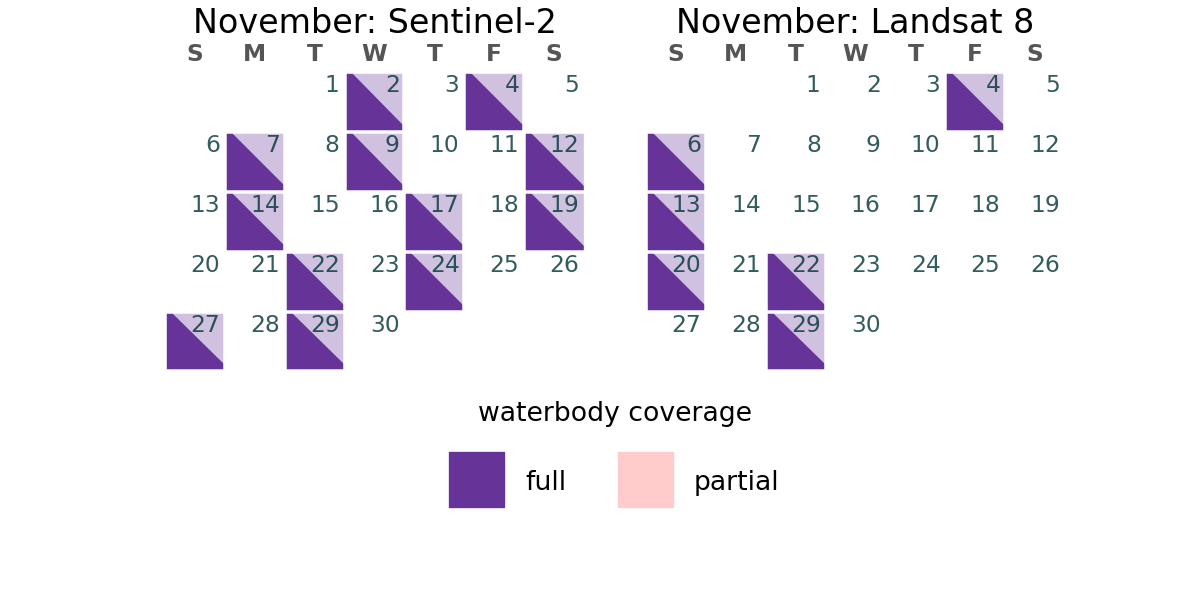 November: Sentinel-2
S M T W T F S
1 2 3 4 5
6 7 8 9 10 11 12
13 14 15 16 17 18 19
20 21 22 23 24 25 26
27 28 29 30
November: Landsat 8
S M T W T F S
1 2 3 4 5
6 7 8 9 10 11 12
13 14 15 16 17 18 19
20 21 22 23 24 25 26
27 28 29 30
waterbody coverage
full
partial